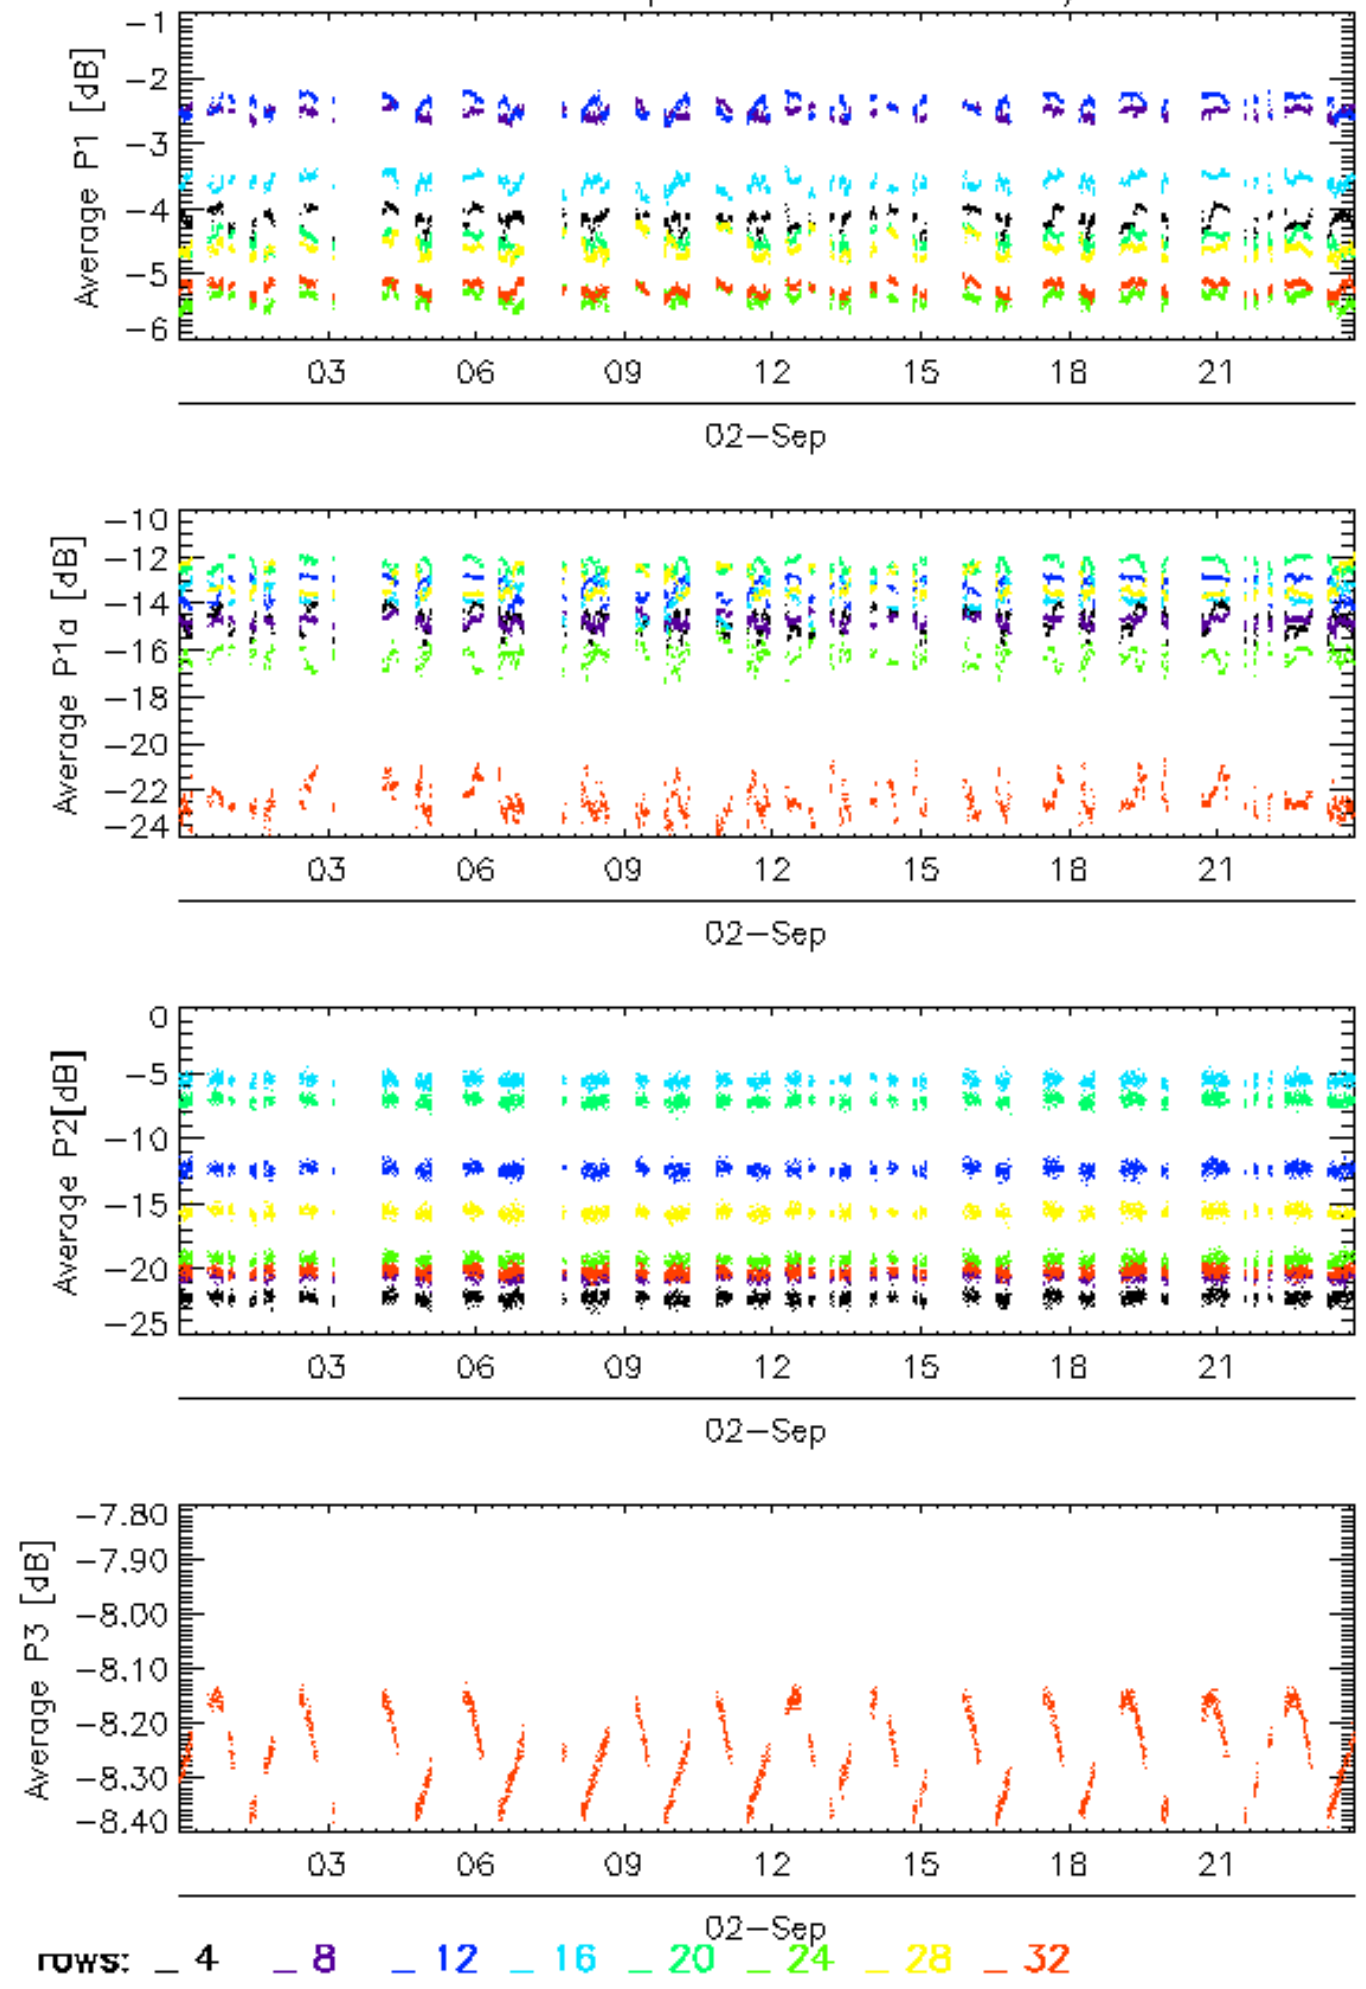 Average P1 [dB]
−1
−2
−3
−4
−5
−6
03 06 09 12 15 18 21
02−Sep
Average P1a [dB]
−10
−12
−14
−16
−18
−20
−22
−24
03 06 09 12 15 18 21
02−Sep
Average P2[dB]
0
−5
−10
−15
−20
−25
03 06 09 12 15 18 21
02−Sep
Average P3 [dB]
−7.80
−7.90
−8.00
−8.10
−8.20
−8.30
−8.40
03 06 09 12 15 18 21
02−Sep
rows: _ 4 _ 8 _ 12 _ 16 _ 20 _ 24 _ 28 _ 32